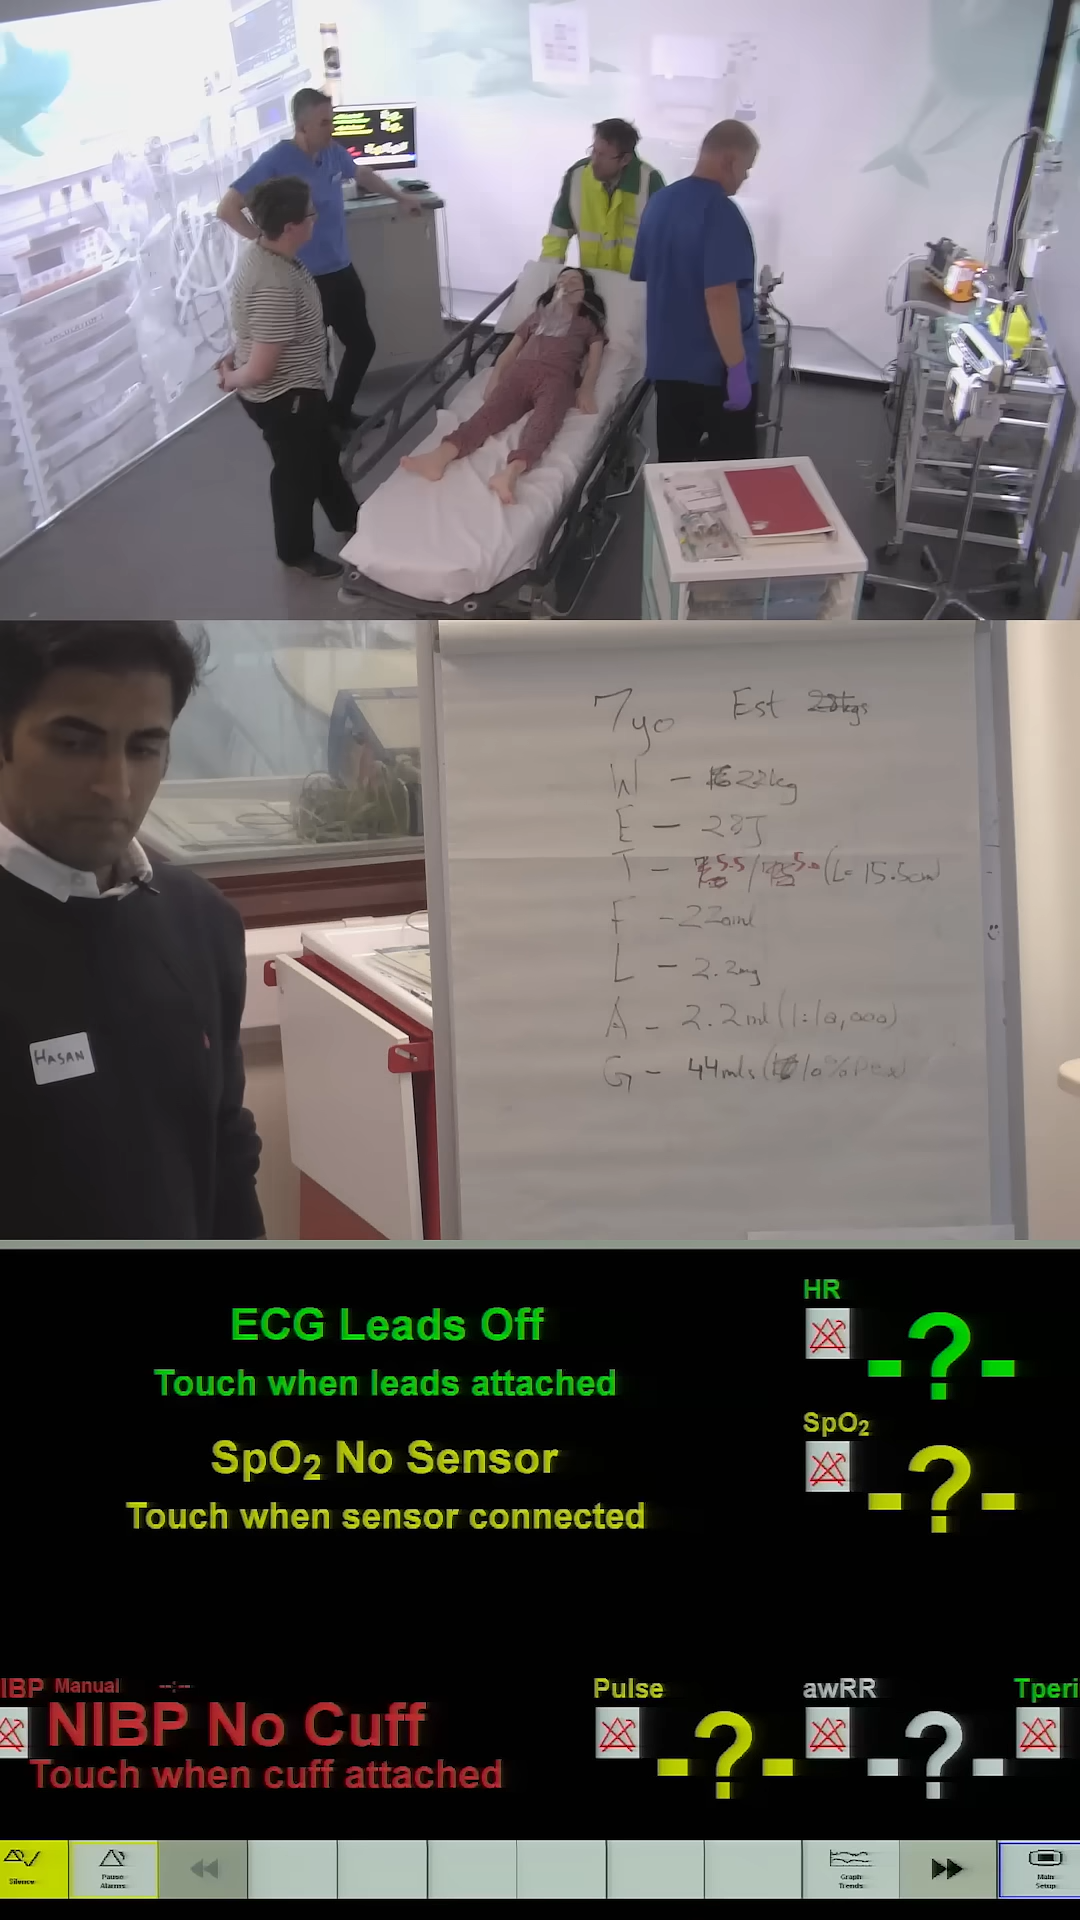 7yo Est 28kgs
W - 22kg
E - 28J
T - 5.5 / 5.0 (L= 15.5cm)
F - 220ml
L - 2.2mg
A - 2.2ml (1:10,000)
G - 44mls ( 10% Dex)
HASAN
HR
ECG Leads Off
-?-
Touch when leads attached
SpO₂
SpO₂ No Sensor
-?-
Touch when sensor connected
IBP Manual --:--
Pulse
awRR
Tperi
NIBP No Cuff
-?-
-?-
Touch when cuff attached
Silence
Pause Alarms
Graph Trends
Main Setup